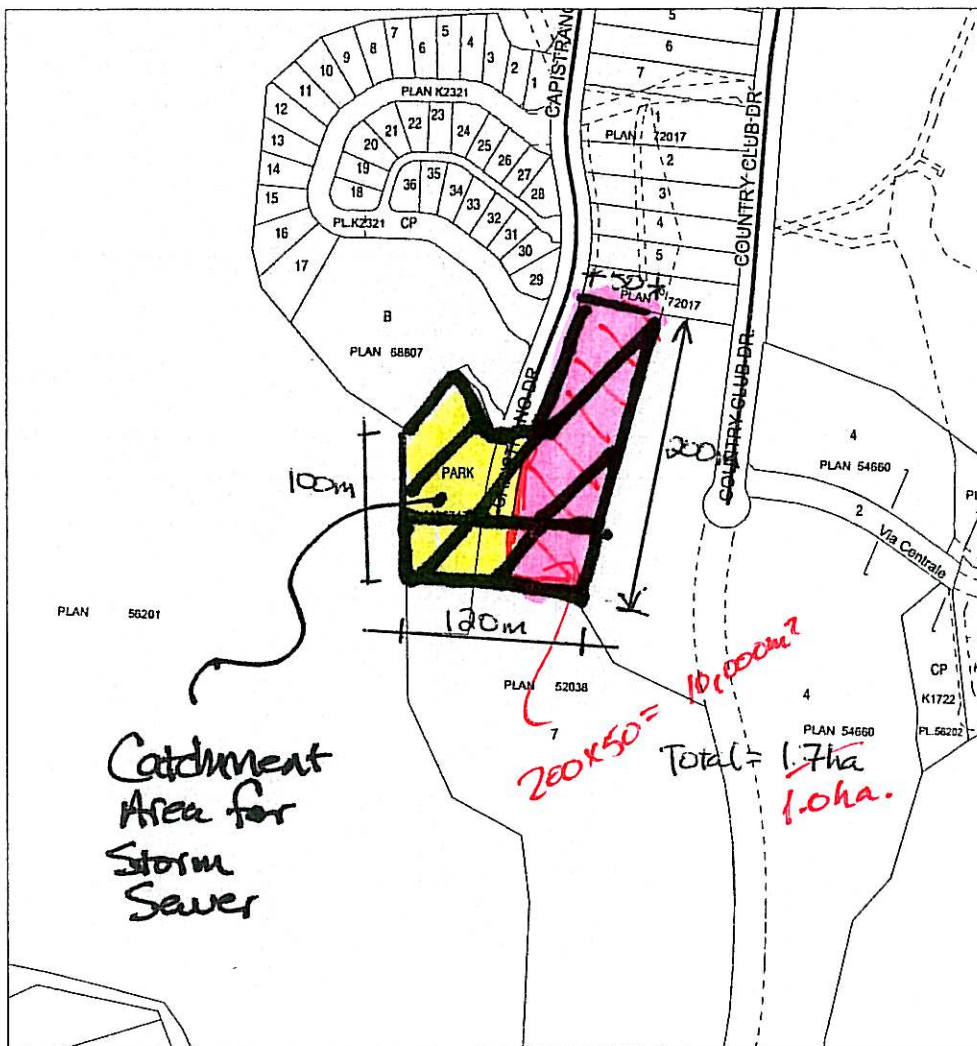 5
6
7
PLAN 72017
2
3
4
5
PLAN 72017
50
CAPISTRANO
COUNTRY CLUB DR
COUNTRY CLUB DR.
1
2
3
4
5
6
7
8
9
10
11
12
13
14
15
16
17
PLAN K2321
18
19
20
21
22
23
24
25
26
27
28
29
30
31
32
33
34
35
36
PL.K2321 CP
B
PLAN 68807
NO DR
PARK
100m
200
120m
4
PLAN 54660
2
Via Centrale
PLAN 56201
PLAN 52038
7
200x50= 10,000m²
4
PLAN 54660
CP
K1722
PL.56202
Total = 1.7ha
1.0ha.
Catchment
Area for
Storm
Sewer